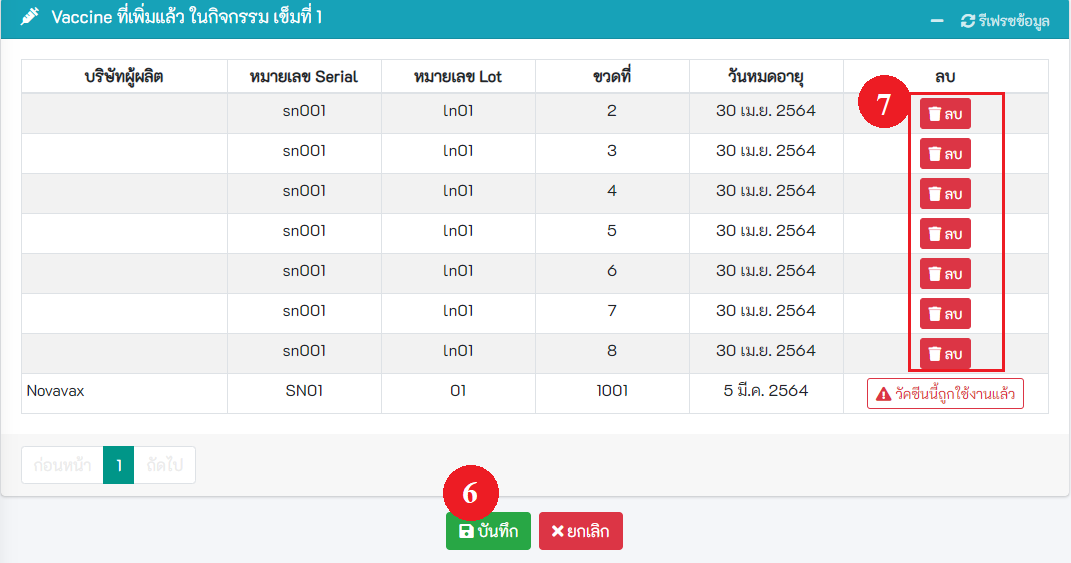 Vaccine ที่เพิ่มแล้ว ในกิจกรรม เข็มที่ 1 รีเฟรชข้อมูล
บริษัทผู้ผลิต หมายเลข Serial หมายเลข Lot ขวดที่ วันหมดอายุ ลบ
7
sn001 ln01 2 30 เม.ย. 2564 ลบ
sn001 ln01 3 30 เม.ย. 2564 ลบ
sn001 ln01 4 30 เม.ย. 2564 ลบ
sn001 ln01 5 30 เม.ย. 2564 ลบ
sn001 ln01 6 30 เม.ย. 2564 ลบ
sn001 ln01 7 30 เม.ย. 2564 ลบ
sn001 ln01 8 30 เม.ย. 2564 ลบ
Novavax SN01 01 1001 5 มี.ค. 2564 วัคซีนนี้ถูกใช้งานแล้ว
ก่อนหน้า 1 ถัดไป
6
บันทึก ยกเลิก